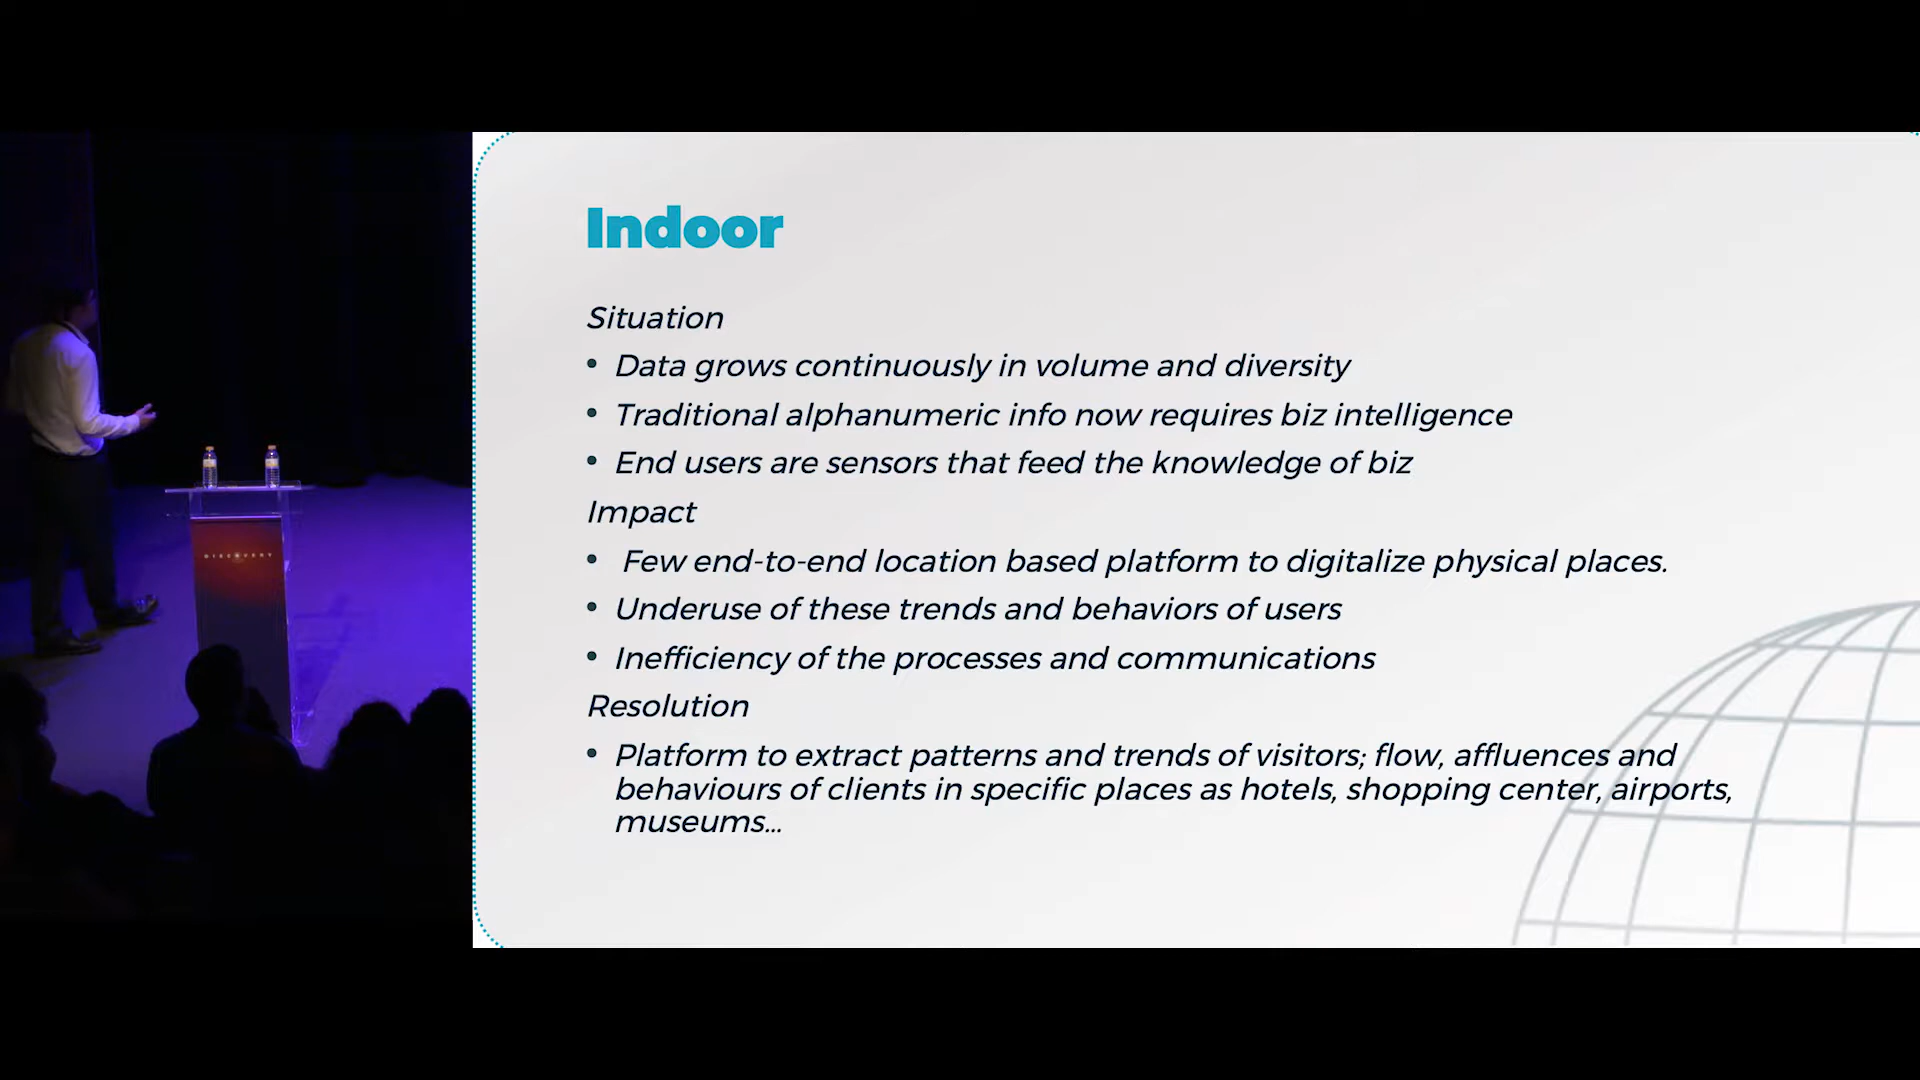 Indoor
Situation
• Data grows continuously in volume and diversity
• Traditional alphanumeric info now requires biz intelligence
• End users are sensors that feed the knowledge of biz
Impact
• Few end-to-end location based platform to digitalize physical places.
• Underuse of these trends and behaviors of users
• Inefficiency of the processes and communications
Resolution
• Platform to extract patterns and trends of visitors; flow, affluences and
behaviours of clients in specific places as hotels, shopping center, airports,
museums...
DISCOVERY